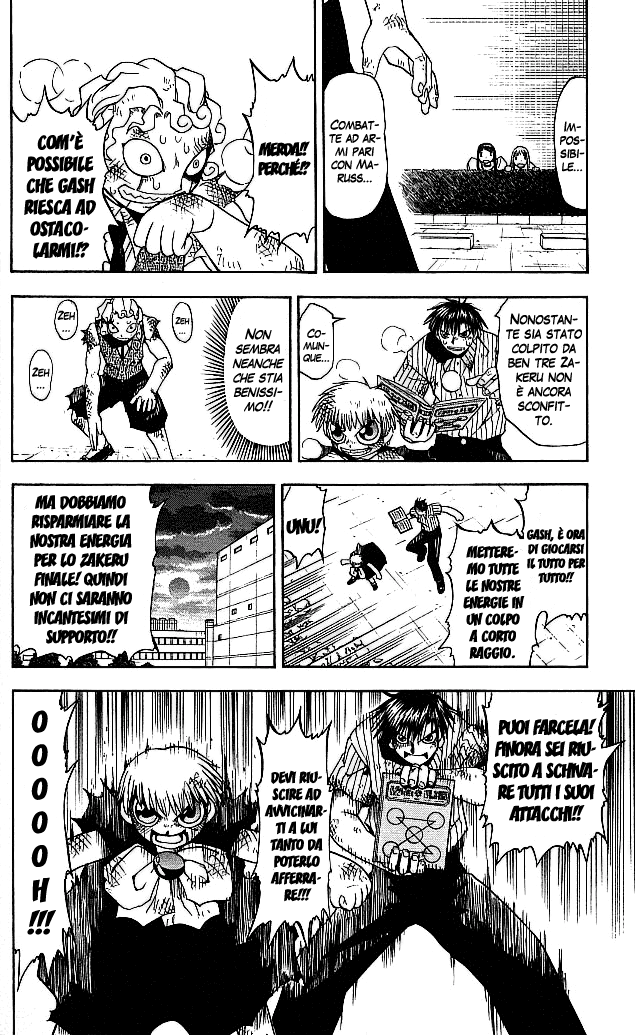 IM-
POS-
SIBI-
LE...
COMBAT-
TE AD AR-
MI PARI
CON MA-
RUSS...
MERDA!!
PERCHÉ!?
COM'È
POSSIBILE
CHE GASH
RIESCA AD
OSTACO-
LARMI!?
NONOSTAN-
TE SIA STATO
COLPITO DA
BEN TRE ZA-
KERU NON
È ANCORA
SCONFIT-
TO.
CO-
MUN-
QUE...
NON
SEMBRA
NEANCHE
CHE STIA
BENISSI-
MO!!
ZEH
...
ZEH
...
ZEH
...
GASH, È ORA
DI GIOCARSI
IL TUTTO PER
TUTTO!!
METTERE-
MO TUTTE
LE NOSTRE
ENERGIE IN
UN COLPO
A CORTO
RAGGIO.
UNU!
MA DOBBIAMO
RISPARMIARE LA
NOSTRA ENERGIA
PER LO ZAKERU
FINALE! QUINDI
NON CI SARANNO
INCANTESIMI DI
SUPPORTO!!
PUOI FARCELA!
FINORA SEI RIU-
SCITO A SCHIVA-
RE TUTTI I SUOI
ATTACCHI!!
DEVI RIU-
SCIRE AD
AVVICINAR-
TI A LUI
TANTO DA
POTERLO
AFFERRA-
RE!!!
O
O
O
O
O
O
H
!!!